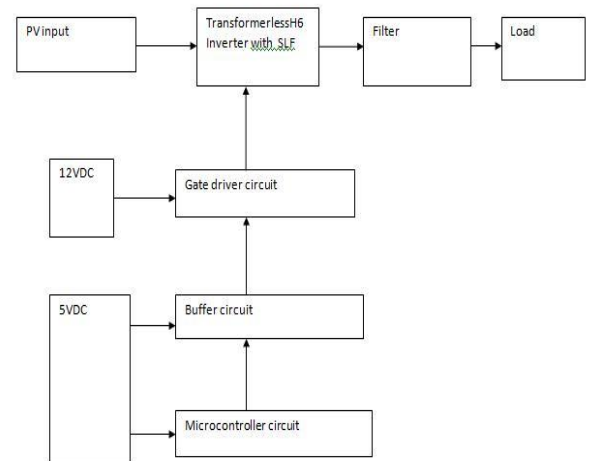 PV input
TransformerlessH6
Inverter with SLF
Filter
Load
12VDC
Gate driver circuit
5VDC
Buffer circuit
Microcontroller circuit